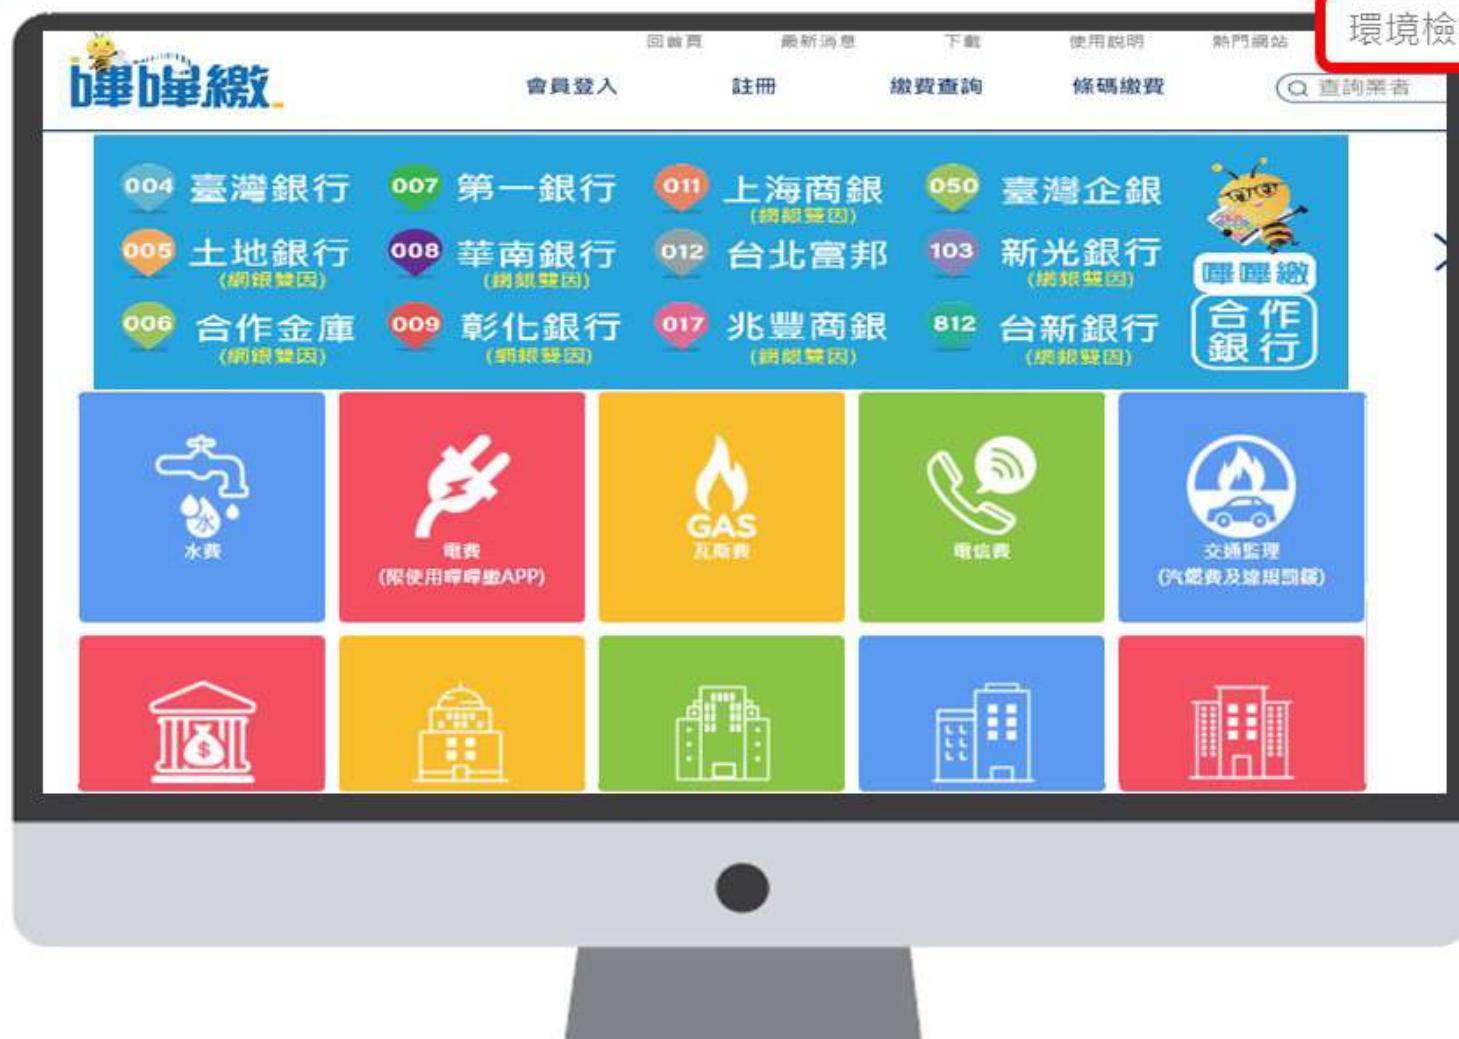 環境檢
回首頁 最新消息 下載 使用說明 熱門網站
嗶嗶繳
會員登入 註冊 繳費查詢 條碼繳費 查詢業者
004 臺灣銀行 007 第一銀行 011 上海商銀 050 臺灣企銀
(網銀雙因)
005 土地銀行 008 華南銀行 012 台北富邦 103 新光銀行
(網銀雙因) (網銀雙因) (網銀雙因)
006 合作金庫 009 彰化銀行 017 兆豐商銀 812 台新銀行
(網銀雙因) (網銀雙因) (網銀雙因) (網銀雙因)
嗶嗶繳
合作
銀行
水
水費
電費
(限使用嗶嗶繳APP)
GAS
瓦斯費
電信費
交通監理
(汽燃費及違規罰鍰)
$